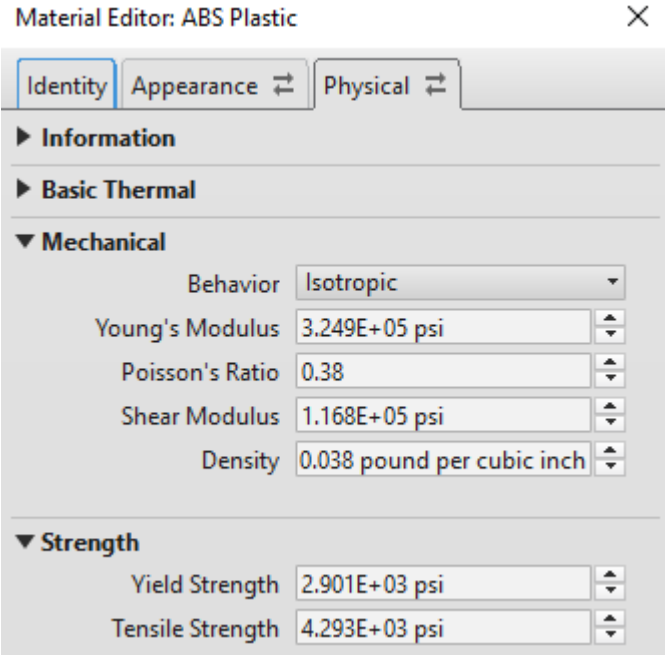 Material Editor: ABS Plastic
Identity Appearance Physical
Information
Basic Thermal
Mechanical
Behavior Isotropic
Young's Modulus 3.249E+05 psi
Poisson's Ratio 0.38
Shear Modulus 1.168E+05 psi
Density 0.038 pound per cubic inch
Strength
Yield Strength 2.901E+03 psi
Tensile Strength 4.293E+03 psi